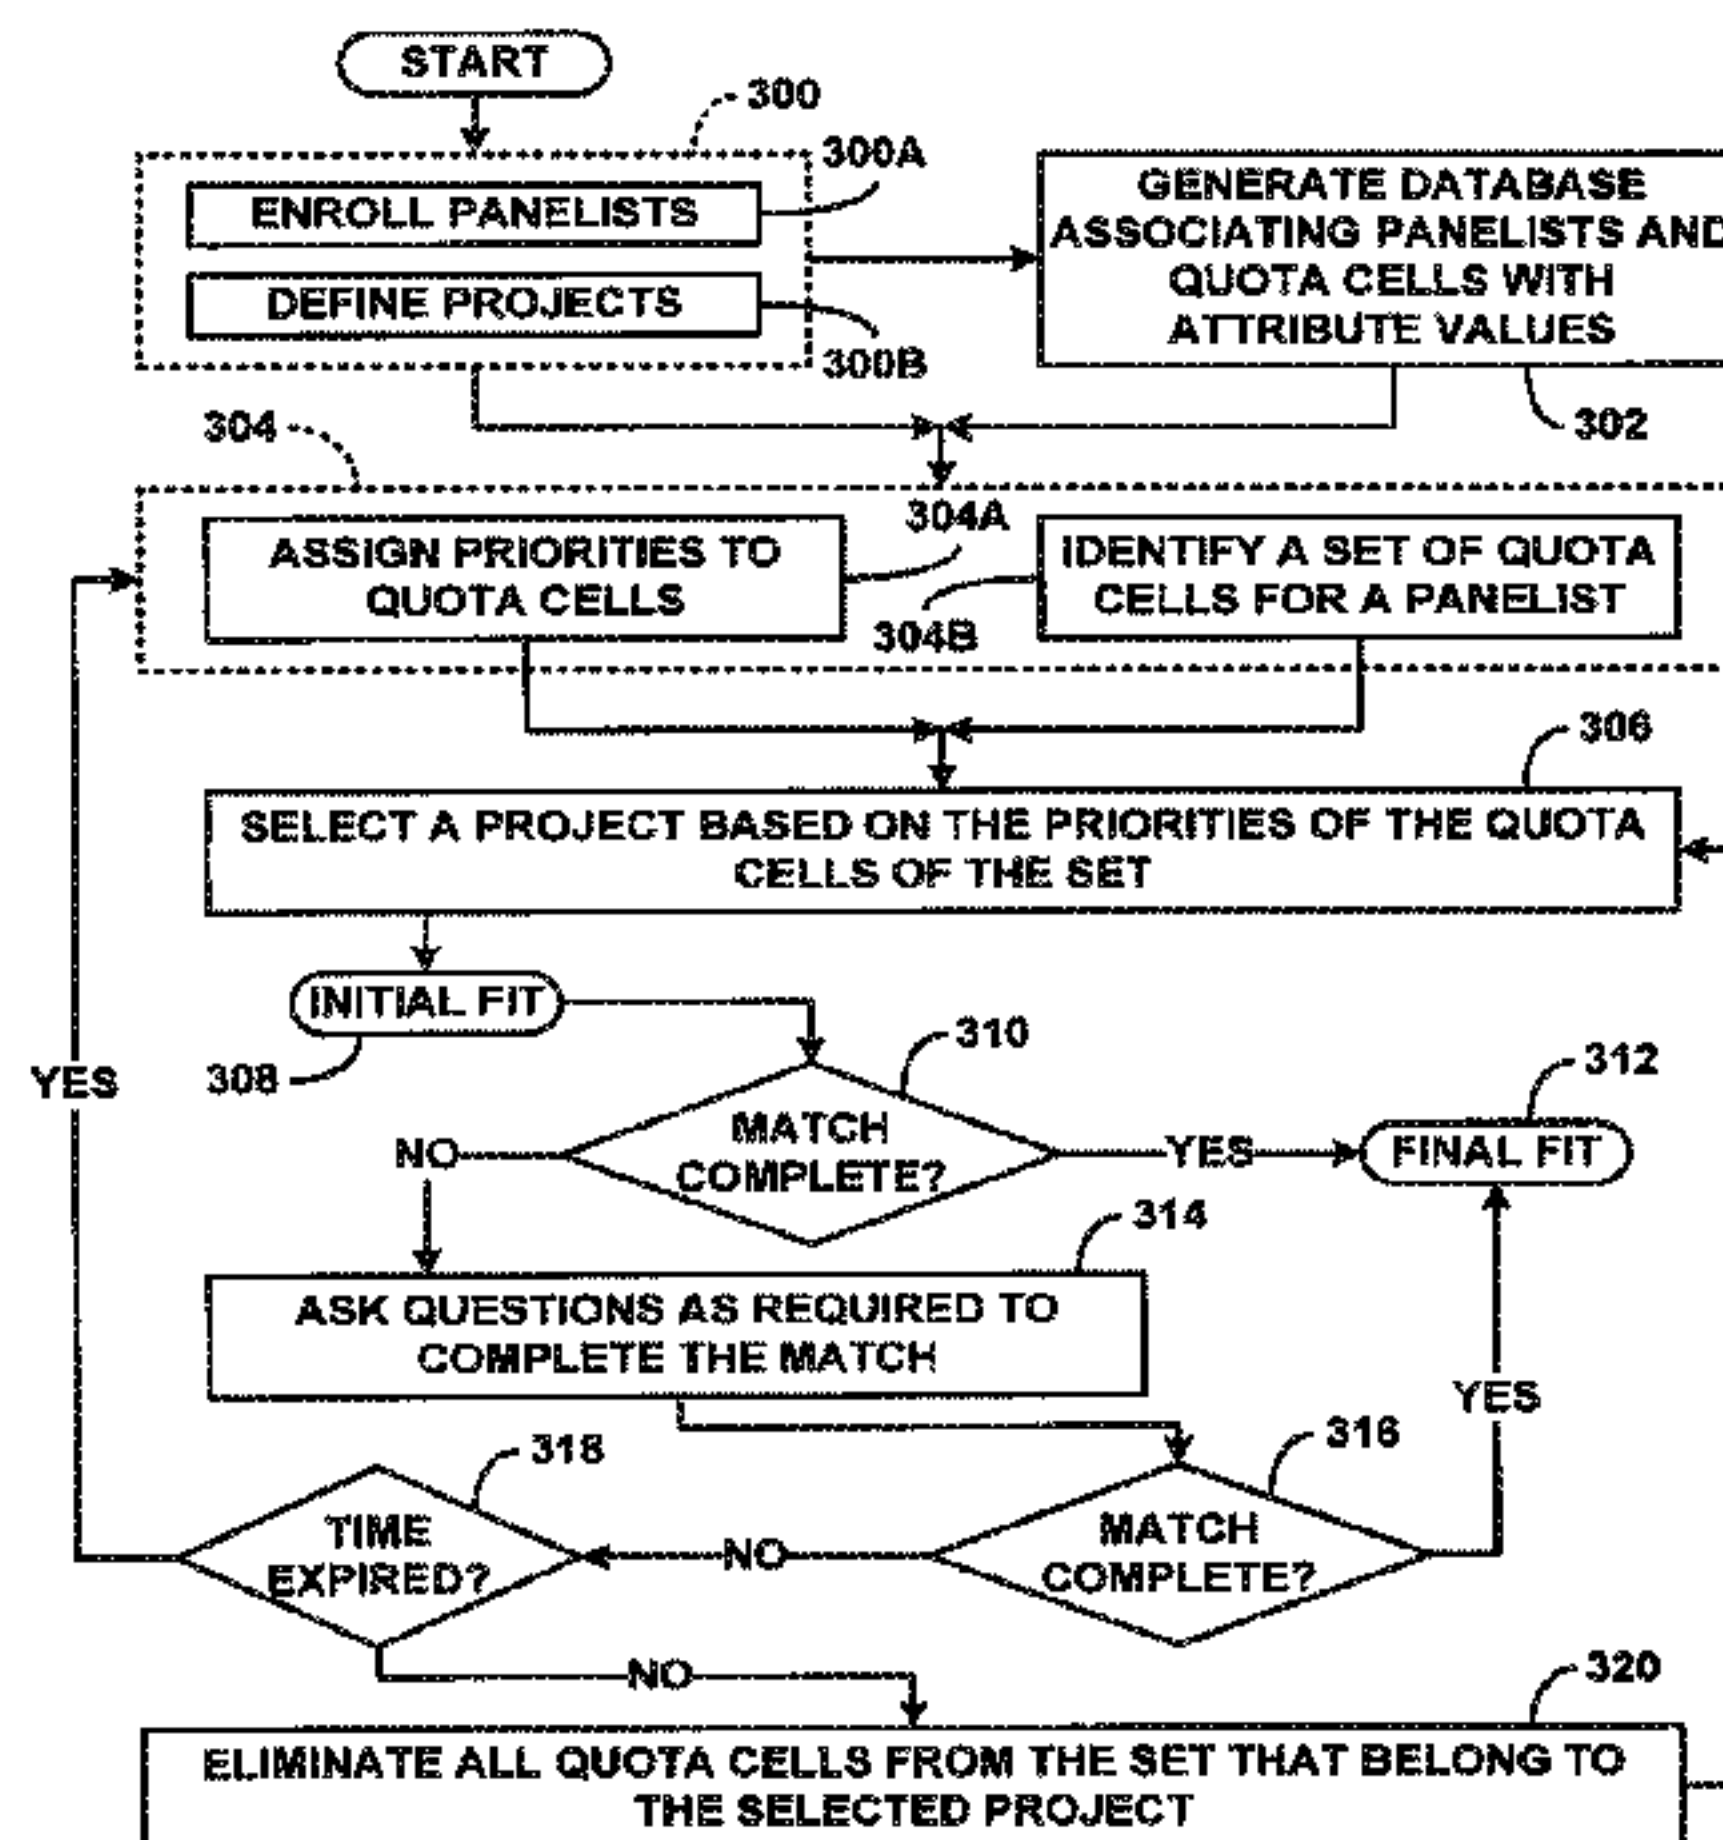 START
300
300A
ENROLL PANELISTS
DEFINE PROJECTS
300B
GENERATE DATABASE
ASSOCIATING PANELISTS AND
QUOTA CELLS WITH
ATTRIBUTE VALUES
302
304
304A
ASSIGN PRIORITIES TO
QUOTA CELLS
304B
IDENTIFY A SET OF QUOTA
CELLS FOR A PANELIST
306
SELECT A PROJECT BASED ON THE PRIORITIES OF THE QUOTA
CELLS OF THE SET
INITIAL FIT
308
310
MATCH
COMPLETE?
NO
YES
312
FINAL FIT
YES
314
ASK QUESTIONS AS REQUIRED TO
COMPLETE THE MATCH
YES
316
MATCH
COMPLETE?
NO
318
TIME
EXPIRED?
NO
320
ELIMINATE ALL QUOTA CELLS FROM THE SET THAT BELONG TO
THE SELECTED PROJECT